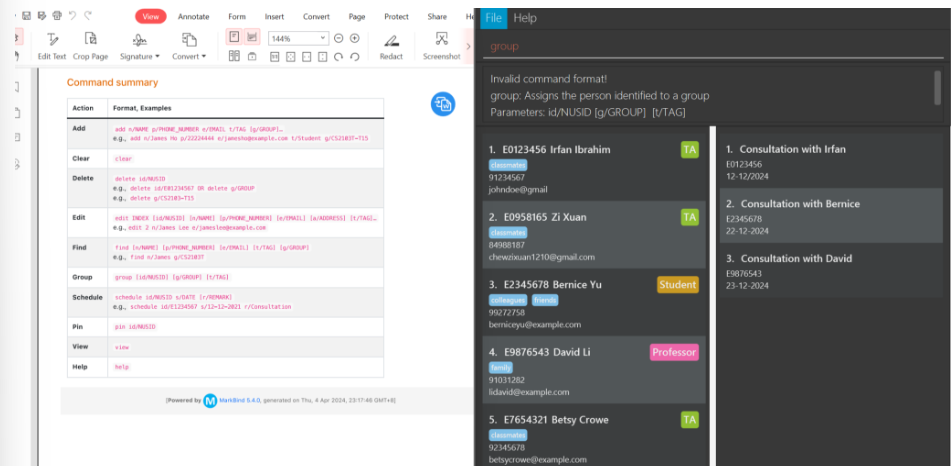 View
Annotate
Form
Insert
Convert
Page
Protect
Share
He
144%
Edit Text
Crop Page
Signature
Convert
Redact
Screenshot
Command summary
Action Format, Examples
Add add n/NAME p/PHONE_NUMBER e/EMAIL t/TAG [g/GROUP]…
e.g., add n/James Ho p/22224444 e/jamesho@example.com t/Student g/CS2103T-T15
Clear clear
Delete delete id/NUSID
e.g., delete id/E01234567 OR delete g/GROUP
e.g., delete g/CS2103-T15
Edit edit INDEX [id/NUSID] [n/NAME] [p/PHONE_NUMBER] [e/EMAIL] [a/ADDRESS] [t/TAG]…
e.g., edit 2 n/James Lee e/jameslee@example.com
Find find [n/NAME] [p/PHONE_NUMBER] [e/EMAIL] [t/TAG] [g/GROUP]
e.g., find n/James g/CS2103T
Group group [id/NUSID] [g/GROUP] [t/TAG]
Schedule schedule id/NUSID s/DATE [r/REMARK]
e.g., schedule id/E1234567 s/12-12-2021 r/Consultation
Pin pin id/NUSID
View view
Help help
[Powered by MarkBind 5.4.0, generated on Thu, 4 Apr 2024, 23:17:46 GMT+8]
File Help
group
Invalid command format!
group: Assigns the person identified to a group
Parameters: id/NUSID [g/GROUP] [t/TAG]
1. E0123456 Irfan Ibrahim TA
classmates
91234567
johndoe@gmail
2. E0958165 Zi Xuan TA
classmates
84988187
chewzixuan1210@gmail.com
3. E2345678 Bernice Yu Student
colleagues friends
99272758
berniceyu@example.com
4. E9876543 David Li Professor
family
91031282
lidavid@example.com
5. E7654321 Betsy Crowe TA
classmates
92345678
betsycrowe@example.com
1. Consultation with Irfan
E0123456
12-12/2024
2. Consultation with Bernice
E2345678
22-12-2024
3. Consultation with David
E9876543
23-12-2024